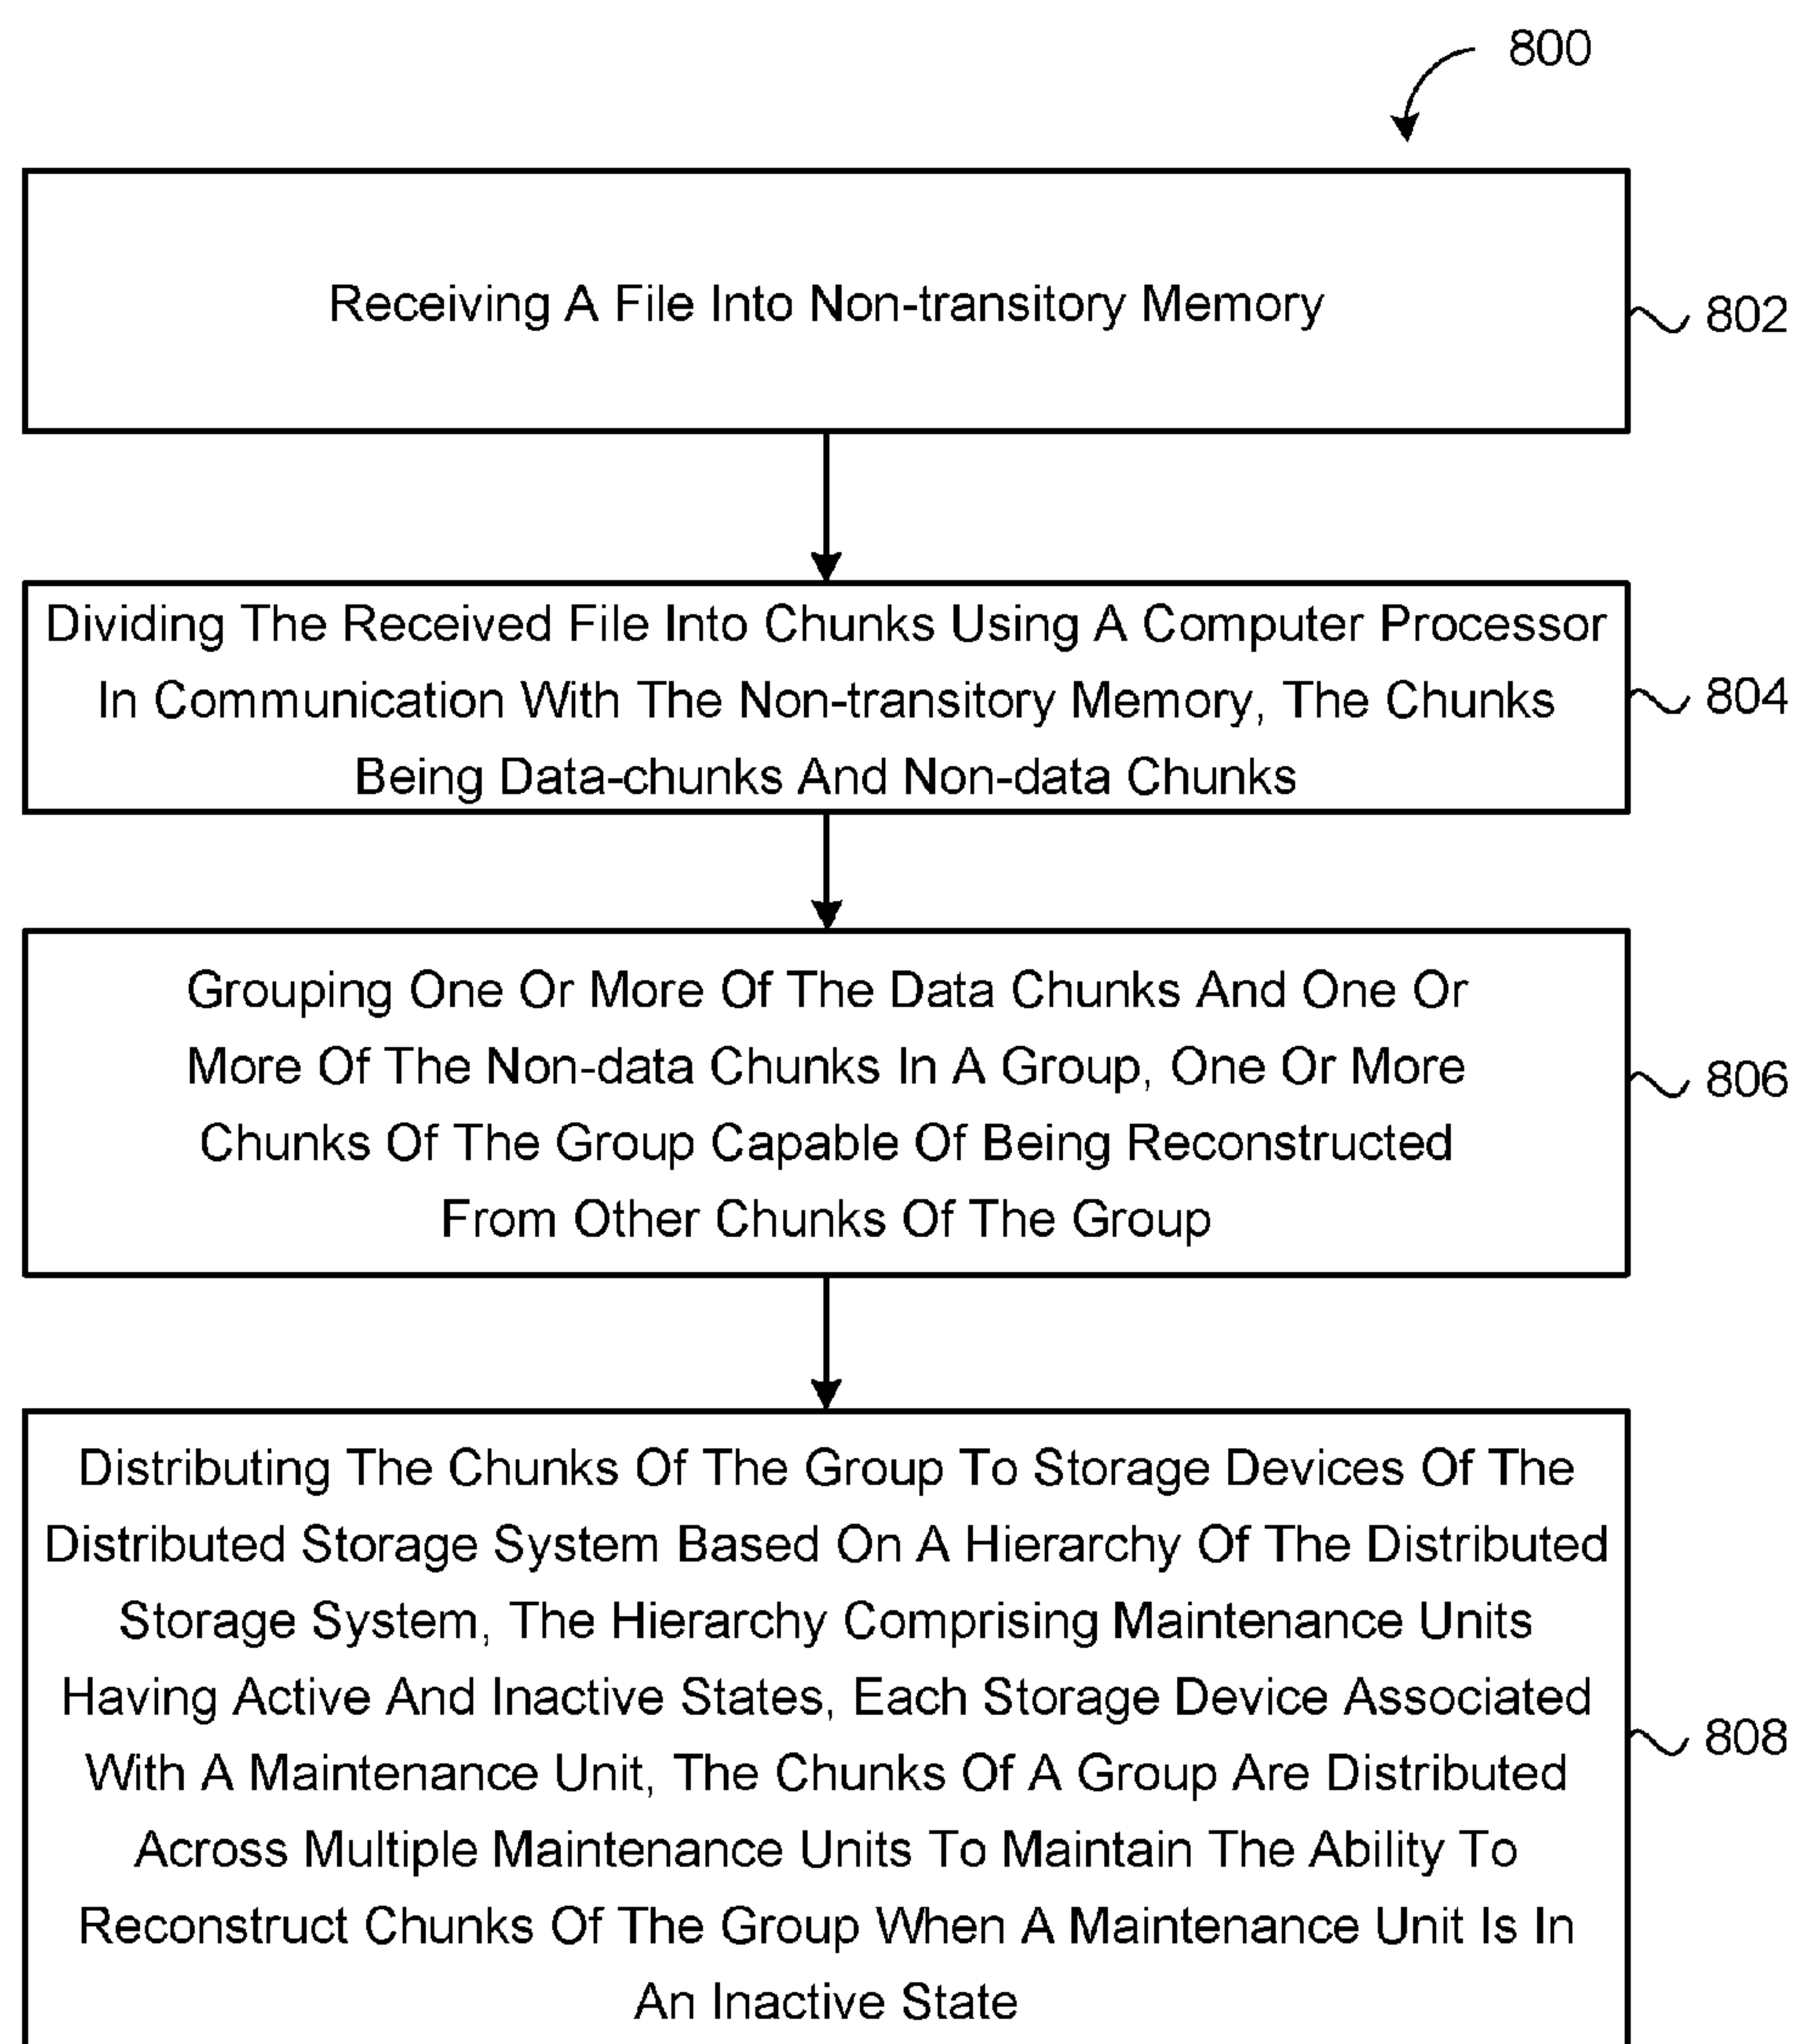 800
Receiving A File Into Non-transitory Memory
802
Dividing The Received File Into Chunks Using A Computer Processor
In Communication With The Non-transitory Memory, The Chunks
Being Data-chunks And Non-data Chunks
804
Grouping One Or More Of The Data Chunks And One Or
More Of The Non-data Chunks In A Group, One Or More
Chunks Of The Group Capable Of Being Reconstructed
From Other Chunks Of The Group
806
Distributing The Chunks Of The Group To Storage Devices Of The
Distributed Storage System Based On A Hierarchy Of The Distributed
Storage System, The Hierarchy Comprising Maintenance Units
Having Active And Inactive States, Each Storage Device Associated
With A Maintenance Unit, The Chunks Of A Group Are Distributed
Across Multiple Maintenance Units To Maintain The Ability To
Reconstruct Chunks Of The Group When A Maintenance Unit Is In
An Inactive State
808